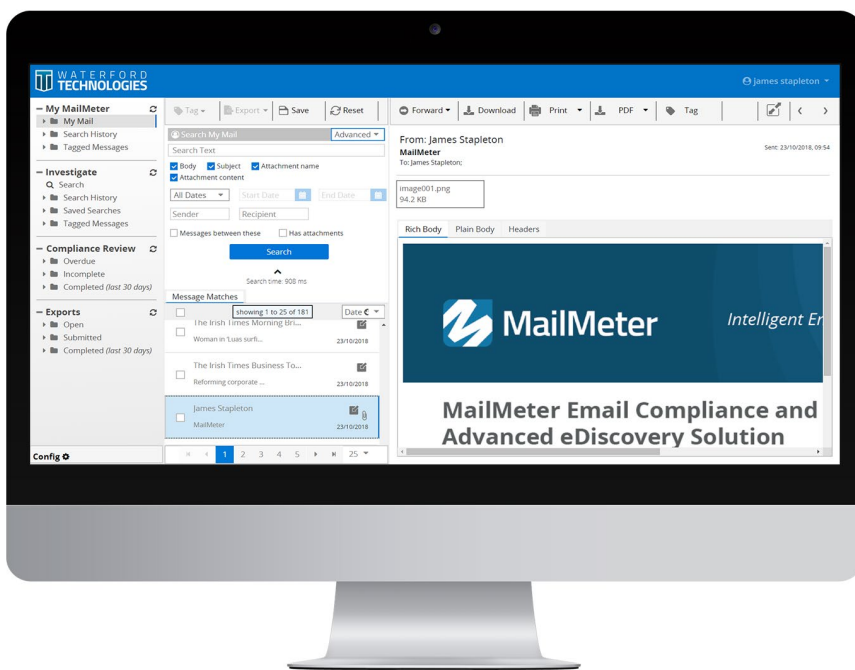 WATERFORD
TECHNOLOGIES
james stapleton
My MailMeter
My Mail
Search History
Tagged Messages
Investigate
Search
Search History
Saved Searches
Tagged Messages
Compliance Review
Overdue
Incomplete
Completed (last 30 days)
Exports
Open
Submitted
Completed (last 30 days)
Config
Tag
Export
Save
Reset
Search My Mail
Advanced
Search Text
Body Subject Attachment name
Attachment content
All Dates Start Date End Date
Sender Recipient
Messages between these Has attachments
Search
Search time: 908 ms
Message Matches
showing 1 to 25 of 181
Date
The Irish Times Morning Bri...
Woman in 'Luas surfi...
23/10/2018
The Irish Times Business To...
Reforming corporate ...
23/10/2018
James Stapleton
MailMeter
23/10/2018
1 2 3 4 5 25
Forward Download Print PDF Tag
From: James Stapleton
MailMeter
To: James Stapleton;
Sent: 23/10/2018, 09:54
image001.png
94.2 KB
Rich Body Plain Body Headers
MailMeter
Intelligent Er
MailMeter Email Compliance and
Advanced eDiscovery Solution